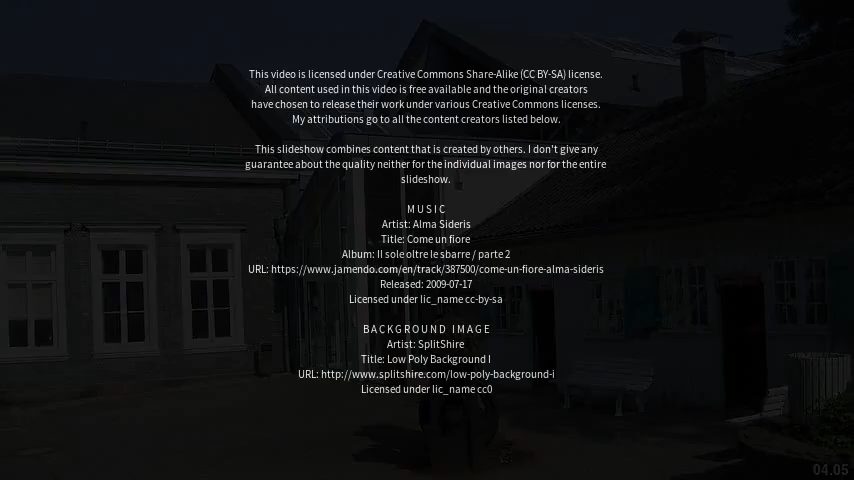 This video is licensed under Creative Commons Share-Alike (CC BY-SA) license.
All content used in this video is free available and the original creators
have chosen to release their work under various Creative Commons licenses.
My attributions go to all the content creators listed below.
This slideshow combines content that is created by others. I don't give any
guarantee about the quality neither for the individual images nor for the entire
slideshow.
MUSIC
Artist: Alma Sideris
Title: Come un fiore
Album: Il sole oltre le sbarre / parte 2
URL: https://www.jamendo.com/en/track/387500/come-un-fiore-alma-sideris
Released: 2009-07-17
Licensed under lic_name cc-by-sa
BACKGROUND IMAGE
Artist: SplitShire
Title: Low Poly Background I
URL: http://www.splitshire.com/low-poly-background-i
Licensed under lic_name cc0
04.05